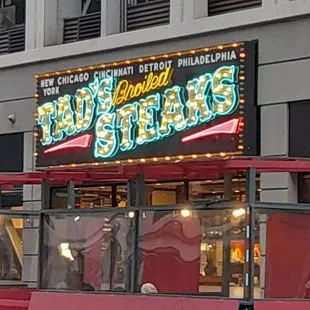 NEW YORK CHICAGO CINCINNATI DETROIT PHILADELPHIA
TAD'S Broiled
STEAKS